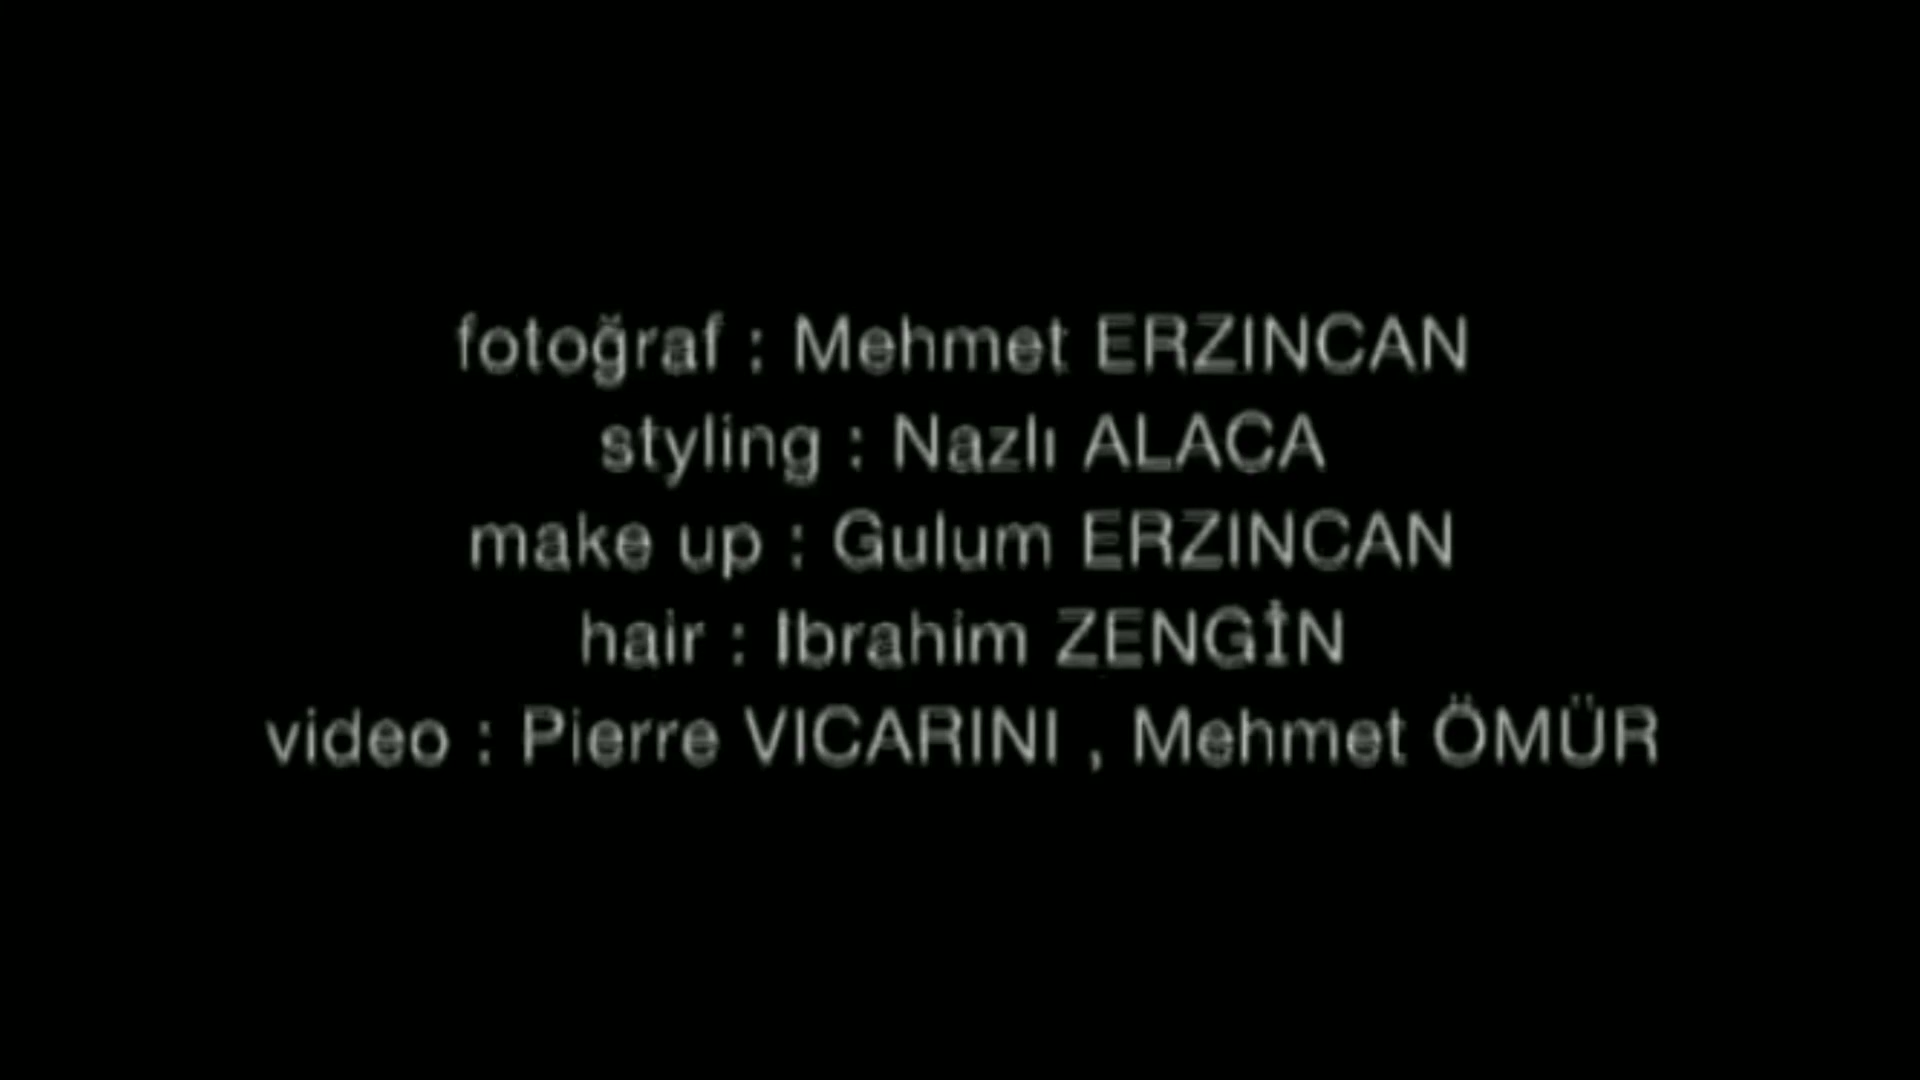 fotoğraf : Mehmet ERZINCAN
styling : Nazlı ALACA
make up : Gulum ERZINCAN
hair : Ibrahim ZENGİN
video : Pierre VICARINI , Mehmet ÖMÜR